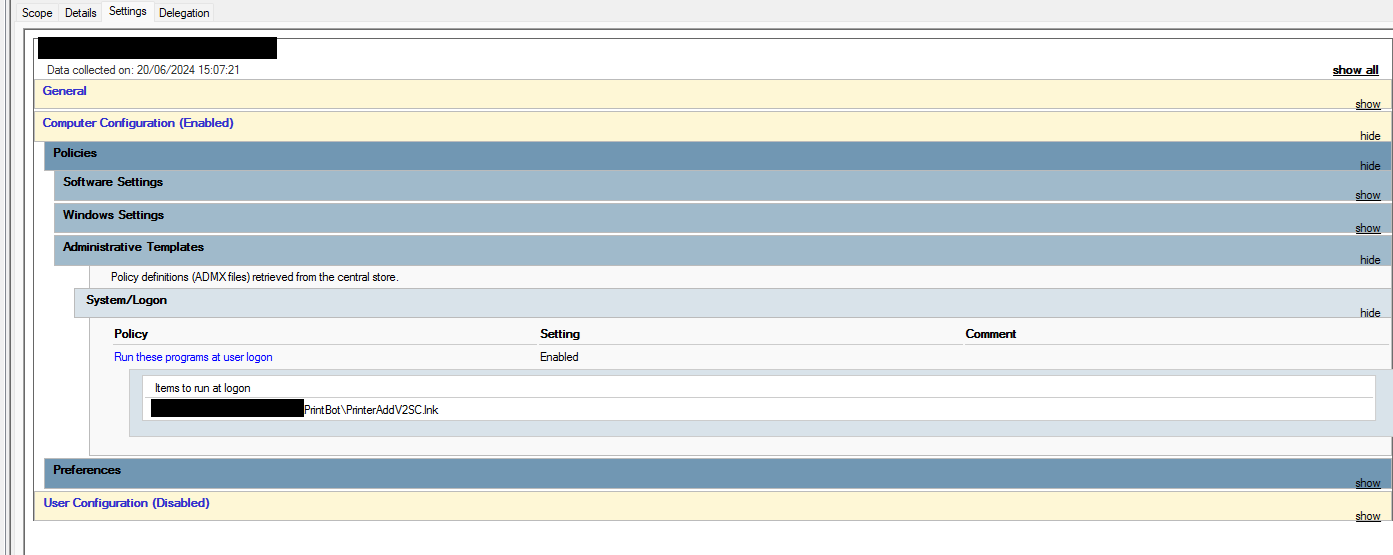 Scope Details Settings Delegation
Data collected on: 20/06/2024 15:07:21
show all
General
show
Computer Configuration (Enabled)
hide
Policies
hide
Software Settings
show
Windows Settings
show
Administrative Templates
hide
Policy definitions (ADMX files) retrieved from the central store.
System/Logon
hide
Policy Setting Comment
Run these programs at user logon Enabled
Items to run at logon
PrintBot\PrinterAddV2SC.lnk
Preferences
show
User Configuration (Disabled)
show